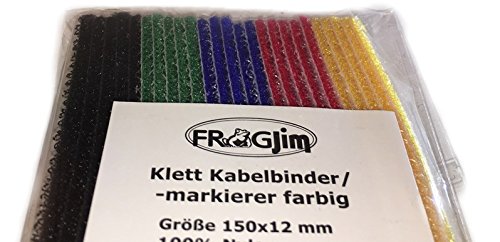 FROGJim
Klett Kabelbinder/
-markierer farbig
Größe 150x12 mm
100%